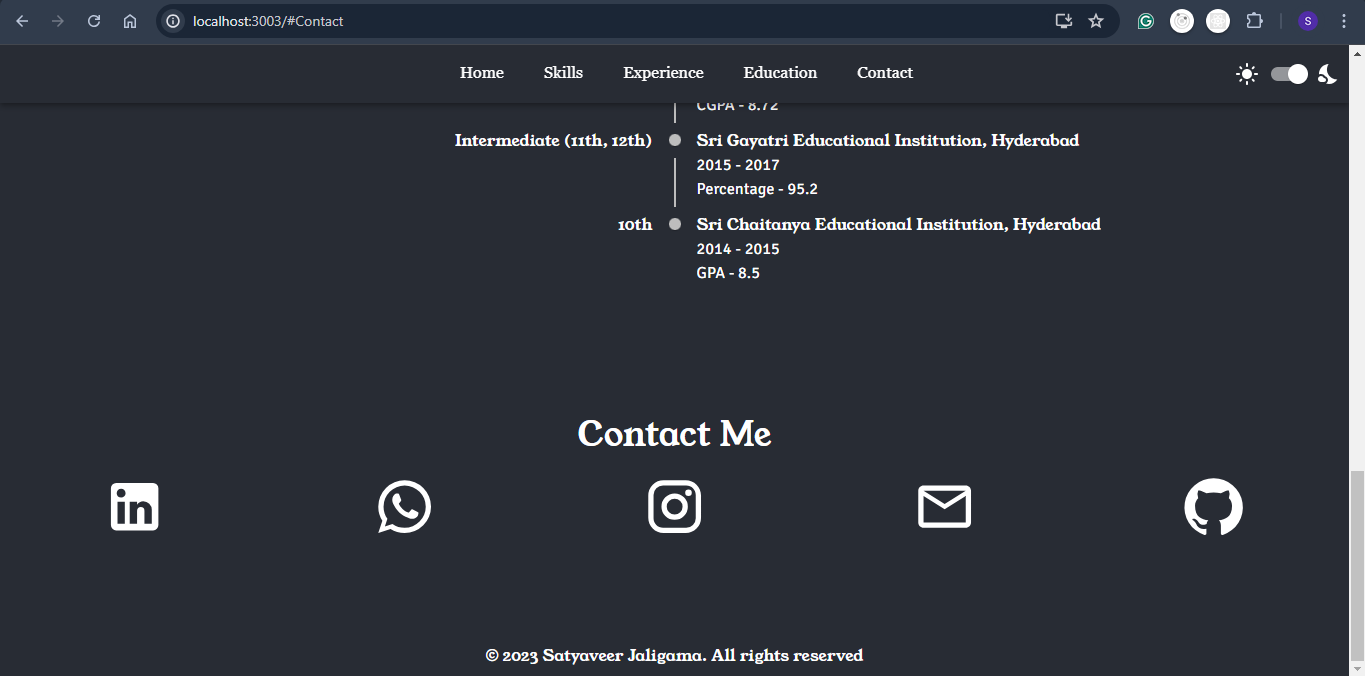 localhost:3003/#Contact
S
Home Skills Experience Education Contact
CGPA - 8.72
Intermediate (11th, 12th) Sri Gayatri Educational Institution, Hyderabad
2015 - 2017
Percentage - 95.2
10th Sri Chaitanya Educational Institution, Hyderabad
2014 - 2015
GPA - 8.5
Contact Me
in
© 2023 Satyaveer Jaligama. All rights reserved